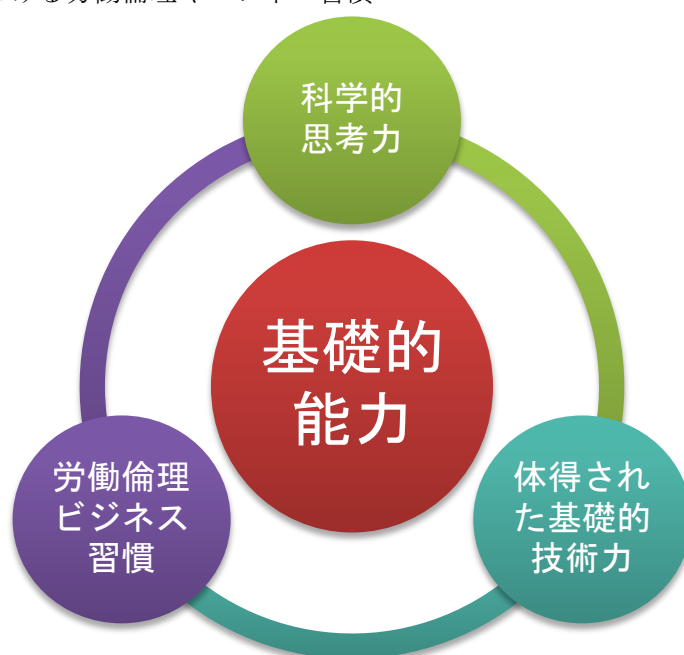 科学的
思考力
基礎的
能力
労働倫理
ビジネス
習慣
体得され
た基礎的
技術力